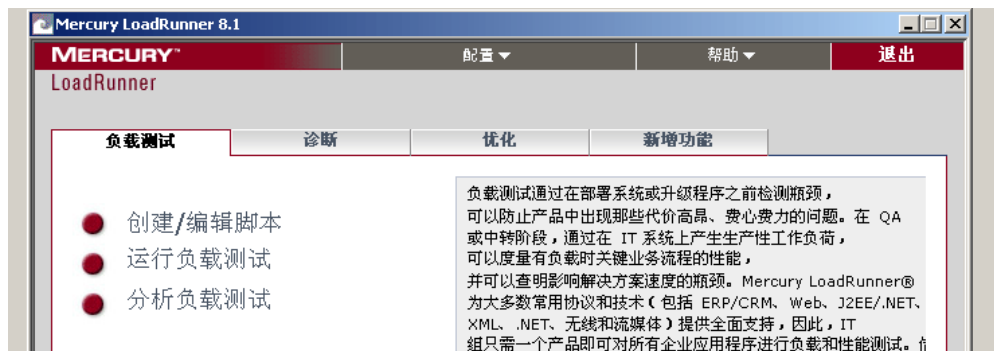 Mercury LoadRunner 8.1
MERCURY™ 配置 帮助 退出
LoadRunner
负载测试 诊断 优化 新增功能
创建/编辑脚本
运行负载测试
分析负载测试
负载测试通过在部署系统或升级程序之前检测瓶颈，
可以防止产品中出现那些代价高昂、费心费力的问题。在 QA
或中转阶段，通过在 IT 系统上产生生产性工作负荷，
可以度量有负载时关键业务流程的性能，
并可以查明影响解决方案速度的瓶颈。Mercury LoadRunner®
为大多数常用协议和技术（包括 ERP/CRM、Web、J2EE/.NET、
XML、.NET、无线和流媒体）提供全面支持，因此，IT
组只需一个产品即可对所有企业应用程序进行负载和性能测试。